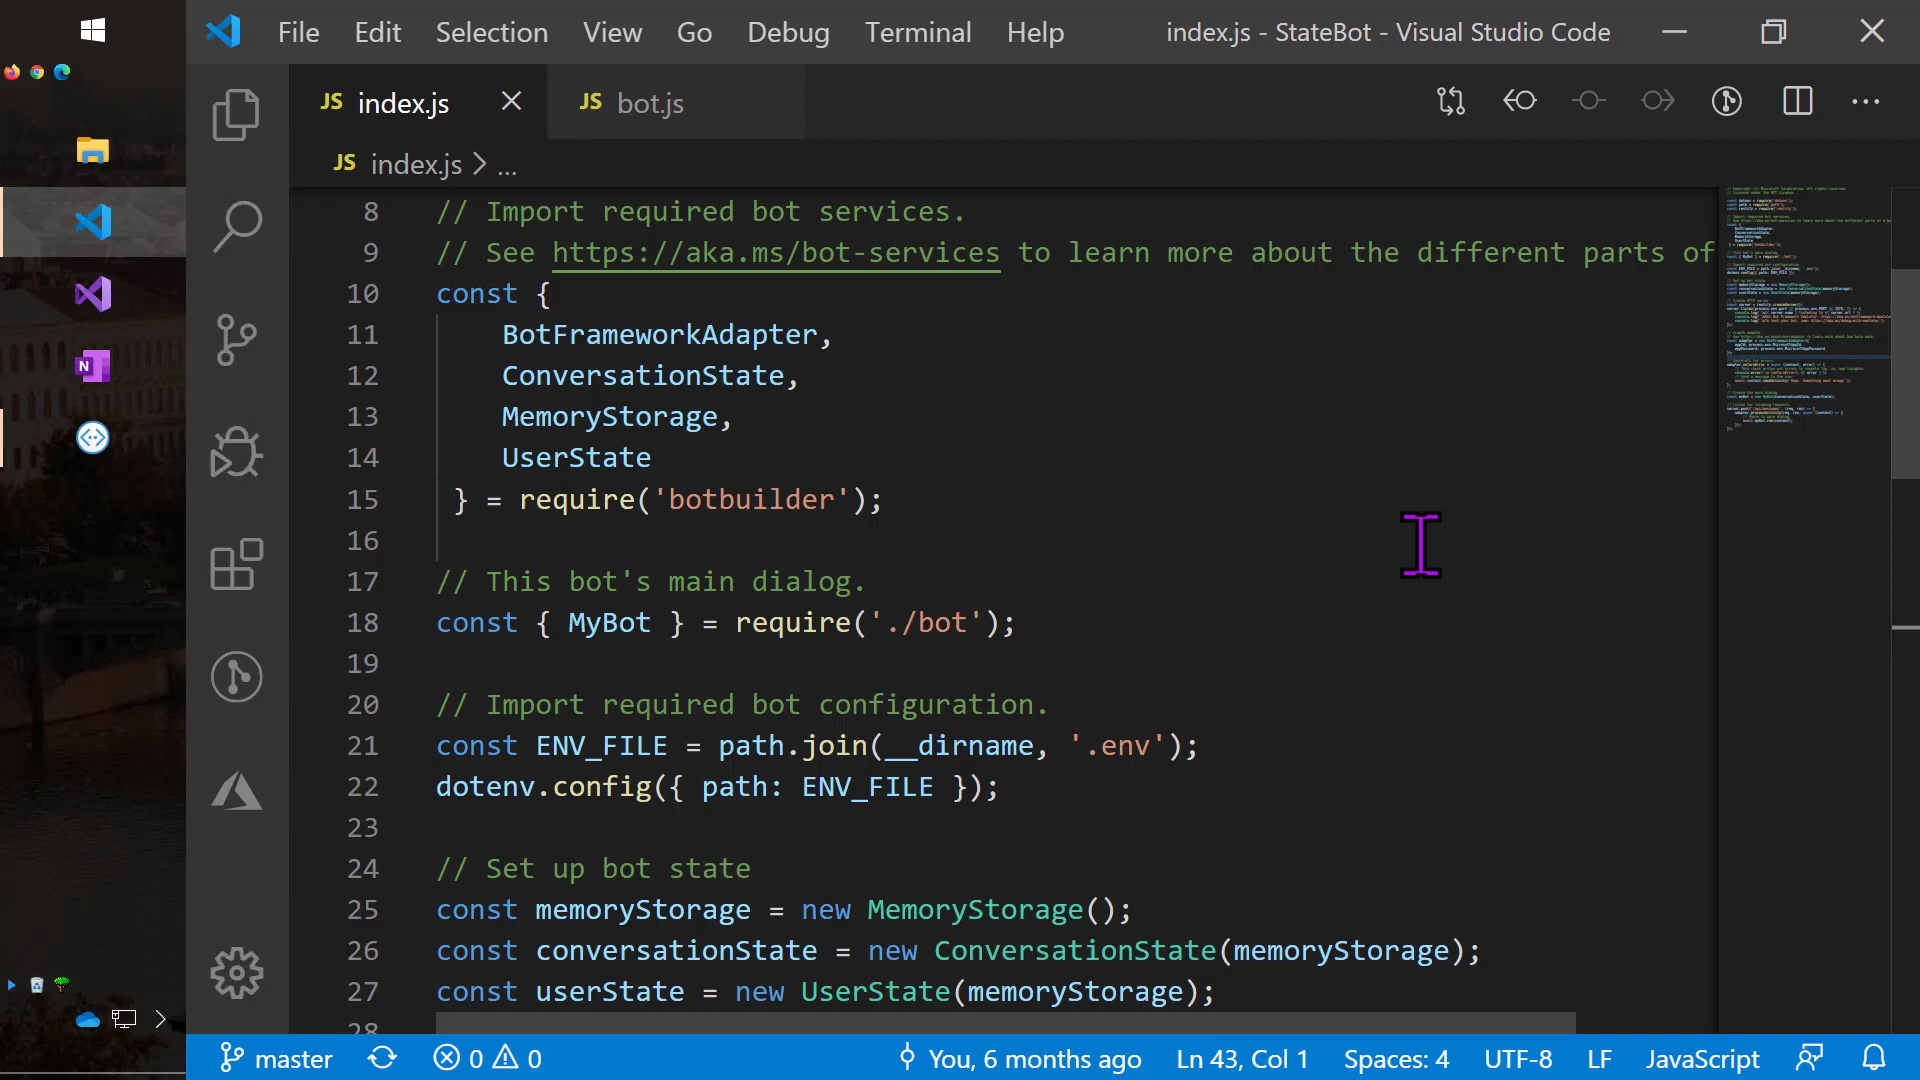 File Edit Selection View Go Debug Terminal Help index.js - StateBot - Visual Studio Code
JS index.js JS bot.js
JS index.js > ...
8 // Import required bot services.
9 // See https://aka.ms/bot-services to learn more about the different parts of
10 const {
11 BotFrameworkAdapter,
12 ConversationState,
13 MemoryStorage,
14 UserState
15 } = require('botbuilder');
16
17 // This bot's main dialog.
18 const { MyBot } = require('./bot');
19
20 // Import required bot configuration.
21 const ENV_FILE = path.join(__dirname, '.env');
22 dotenv.config({ path: ENV_FILE });
23
24 // Set up bot state
25 const memoryStorage = new MemoryStorage();
26 const conversationState = new ConversationState(memoryStorage);
27 const userState = new UserState(memoryStorage);
28
N
master 0 0 You, 6 months ago Ln 43, Col 1 Spaces: 4 UTF-8 LF JavaScript